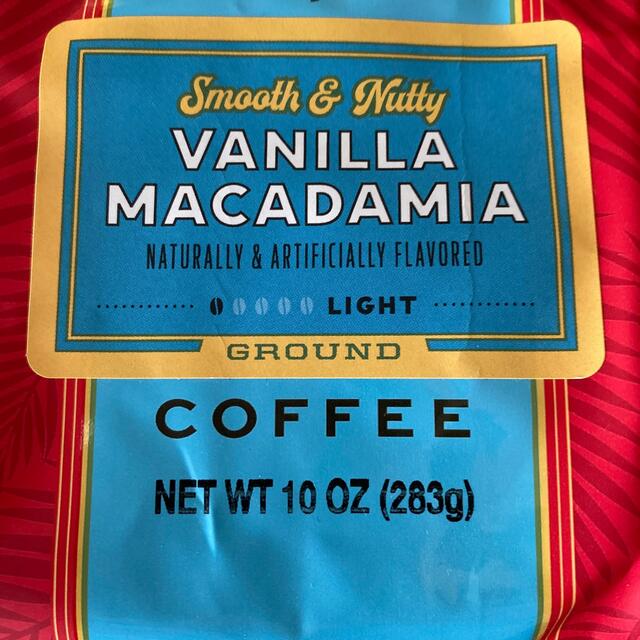 Smooth & Nutty
VANILLA
MACADAMIA
NATURALLY & ARTIFICIALLY FLAVORED
LIGHT
GROUND
COFFEE
NET WT 10 OZ (283g)